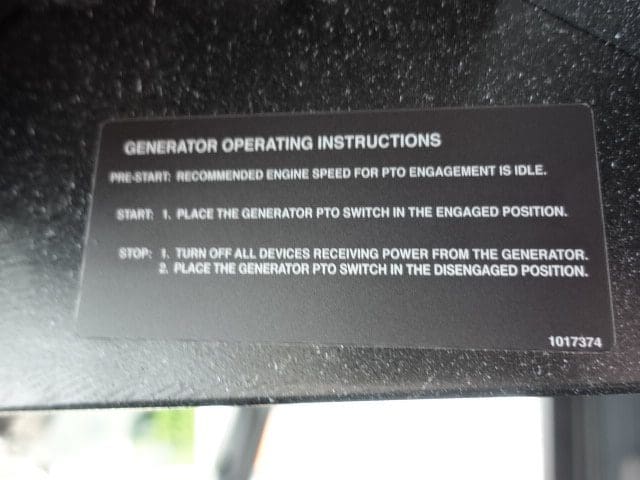 GENERATOR OPERATING INSTRUCTIONS
PRE-START: RECOMMENDED ENGINE SPEED FOR PTO ENGAGEMENT IS IDLE.
START: 1. PLACE THE GENERATOR PTO SWITCH IN THE ENGAGED POSITION.
STOP: 1. TURN OFF ALL DEVICES RECEIVING POWER FROM THE GENERATOR.
2. PLACE THE GENERATOR PTO SWITCH IN THE DISENGAGED POSITION.
1017374